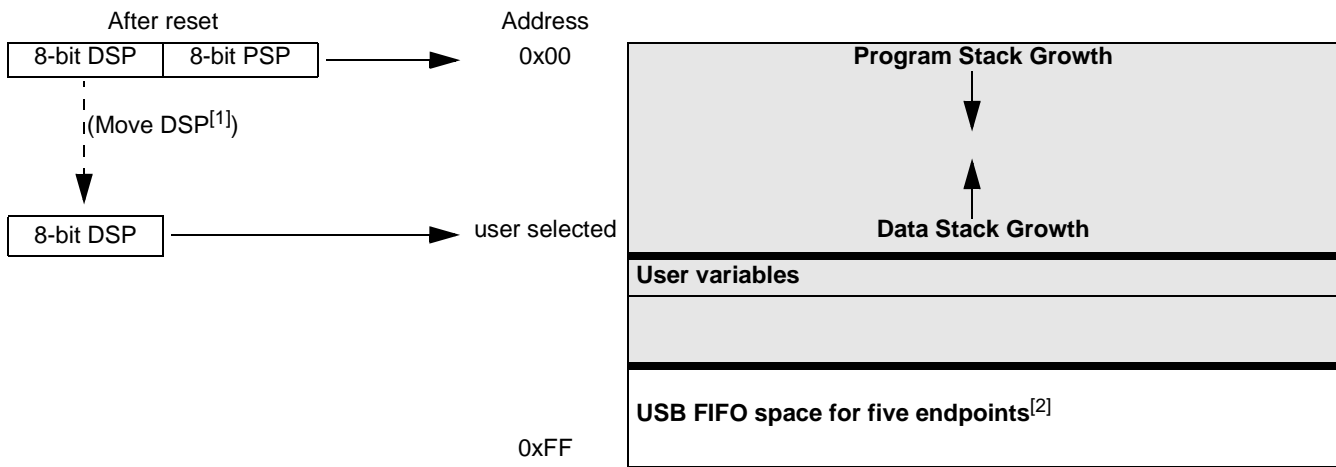 After reset Address
8-bit DSP 8-bit PSP 0x00 Program Stack Growth
(Move DSP[1])
8-bit DSP user selected Data Stack Growth
User variables
USB FIFO space for five endpoints[2]
0xFF